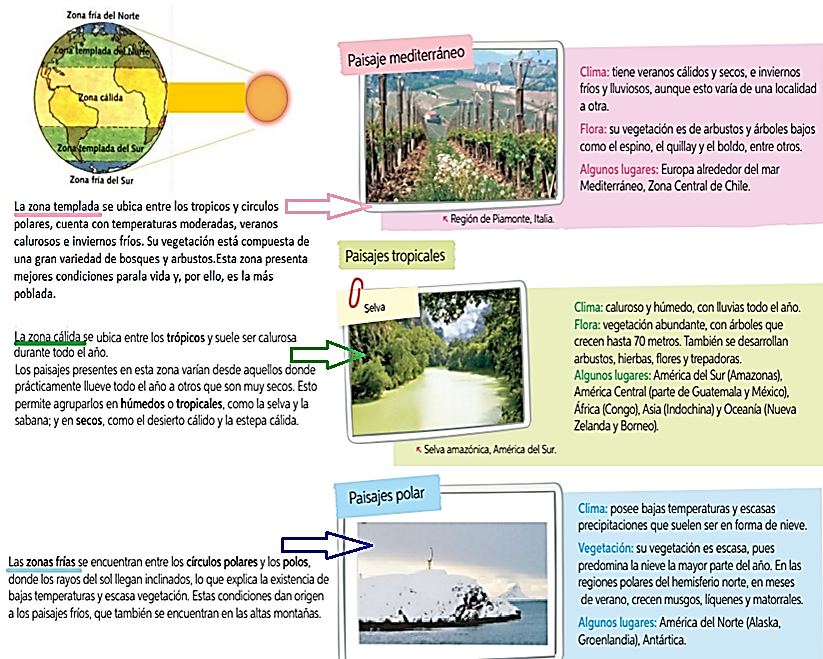 Zona fría del Norte
Zona templada del Norte
Zona cálida
Zona templada del Sur
Zona fría del Sur
La zona templada se ubica entre los tropicos y circulos
polares, cuenta con temperaturas moderadas, veranos
calurosos e inviernos fríos. Su vegetación está compuesta de
una gran variedad de bosques y arbustos.Esta zona presenta
mejores condiciones parala vida y, por ello, es la más
poblada.
Paisaje mediterráneo
Clima: tiene veranos cálidos y secos, e inviernos
fríos y lluviosos, aunque esto varía de una localidad
a otra.
Flora: su vegetación es de arbustos y árboles bajos
como el espino, el quillay y el boldo, entre otros.
Algunos lugares: Europa alrededor del mar
Mediterráneo, Zona Central de Chile.
Región de Piamonte, Italia.
La zona cálida se ubica entre los trópicos y suele ser calurosa
durante todo el año.
Los paisajes presentes en esta zona varían desde aquellos donde
prácticamente llueve todo el año a otros que son muy secos. Esto
permite agruparlos en húmedos o tropicales, como la selva y la
sabana; y en secos, como el desierto cálido y la estepa cálida.
Paisajes tropicales
Selva
Clima: caluroso y húmedo, con lluvias todo el año.
Flora: vegetación abundante, con árboles que
crecen hasta 70 metros. También se desarrollan
arbustos, hierbas, flores y trepadoras.
Algunos lugares: América del Sur (Amazonas),
América Central (parte de Guatemala y México),
África (Congo), Asia (Indochina) y Oceanía (Nueva
Zelanda y Borneo).
Selva amazónica, América del Sur.
Las zonas frías se encuentran entre los círculos polares y los polos,
donde los rayos del sol llegan inclinados, lo que explica la existencia de
bajas temperaturas y escasa vegetación. Estas condiciones dan origen
a los paisajes fríos, que también se encuentran en las altas montañas.
Paisajes polar
Clima: posee bajas temperaturas y escasas
precipitaciones que suelen ser en forma de nieve.
Vegetación: su vegetación es escasa, pues
predomina la nieve la mayor parte del año. En las
regiones polares del hemisferio norte, en meses
de verano, crecen musgos, líquenes y matorrales.
Algunos lugares: América del Norte (Alaska,
Groenlandia), Antártica.